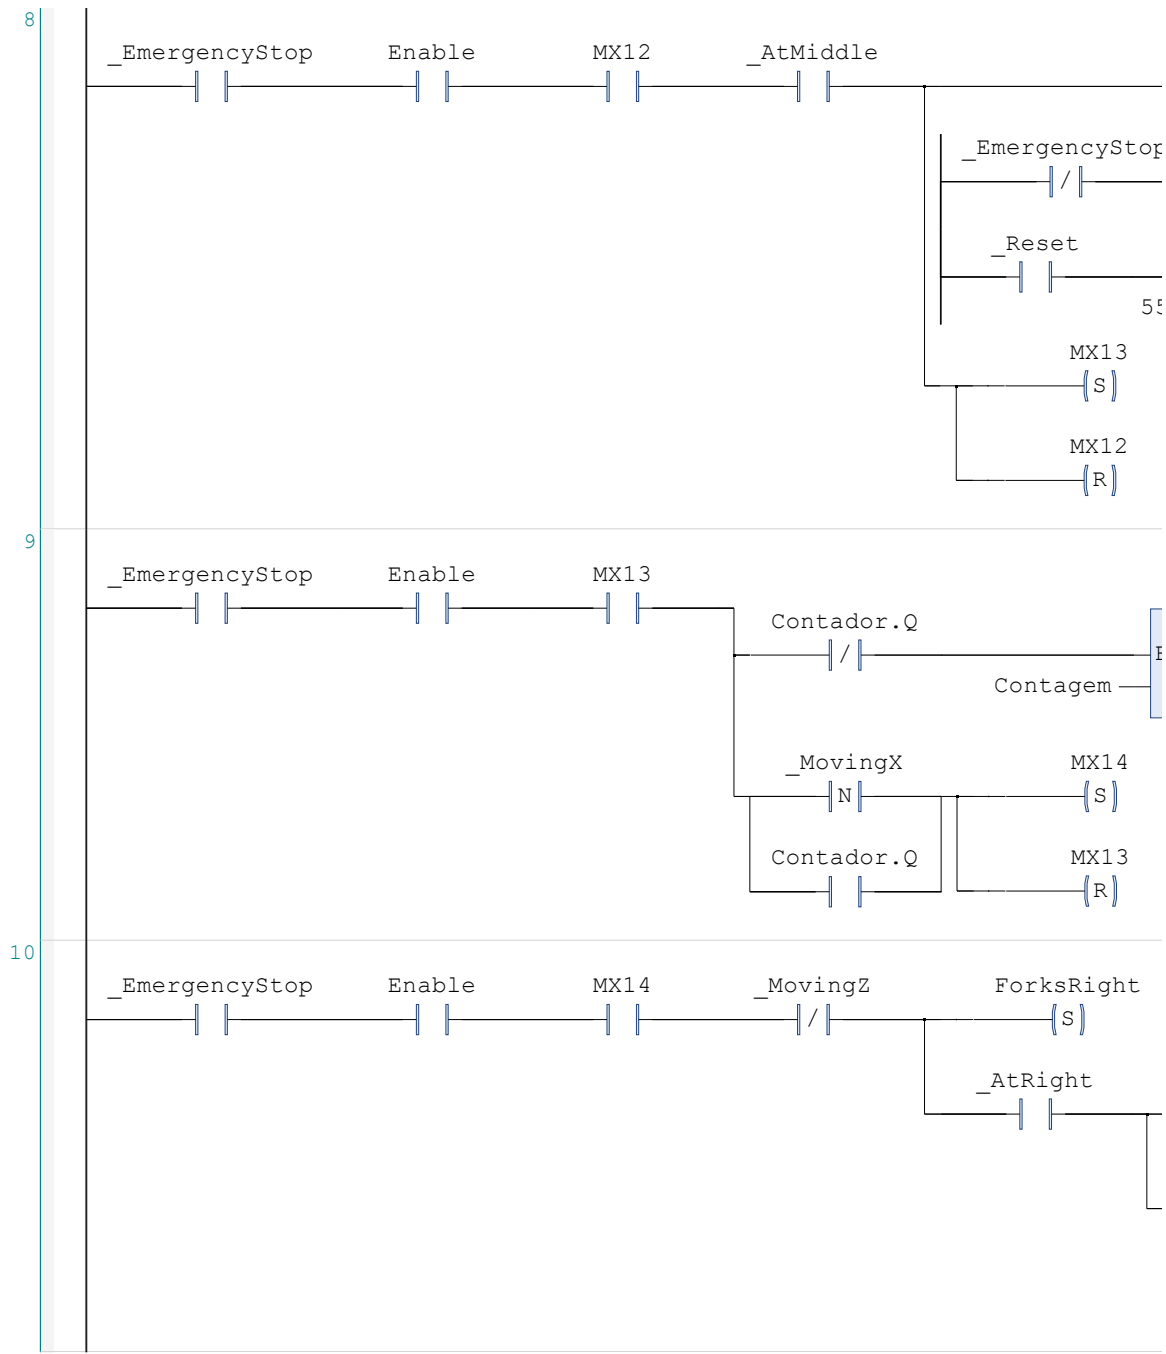 8
_EmergencyStop Enable MX12 _AtMiddle
_EmergencyStop
/
_Reset
55
MX13
S
MX12
R
9
_EmergencyStop Enable MX13
Contador.Q
/
Contagem
_MovingX MX14
N S
Contador.Q MX13
R
10
_EmergencyStop Enable MX14 _MovingZ ForksRight
/ S
_AtRight